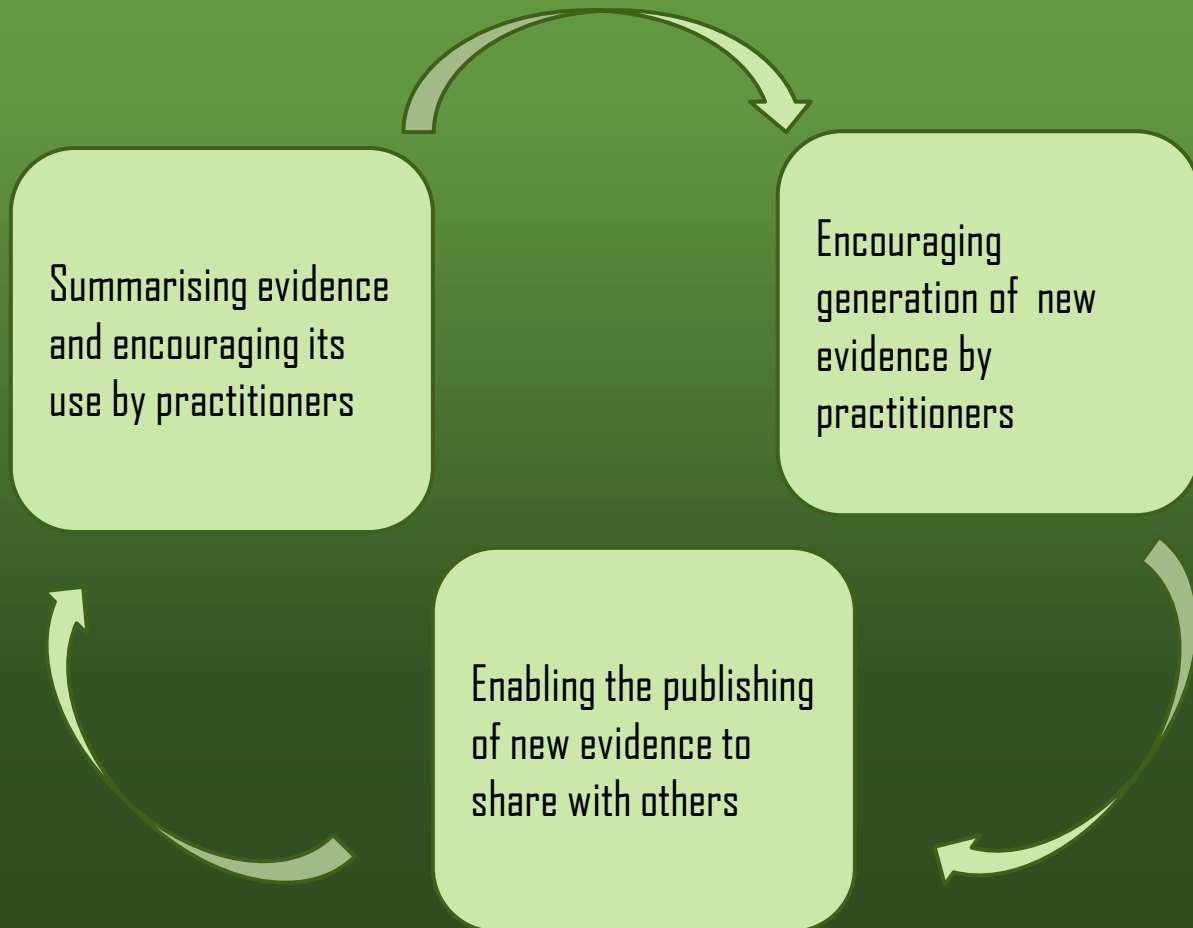 Summarising evidence
and encouraging its
use by practitioners
Encouraging
generation of  new
evidence by
practitioners
Enabling the publishing
of new evidence to
share with others